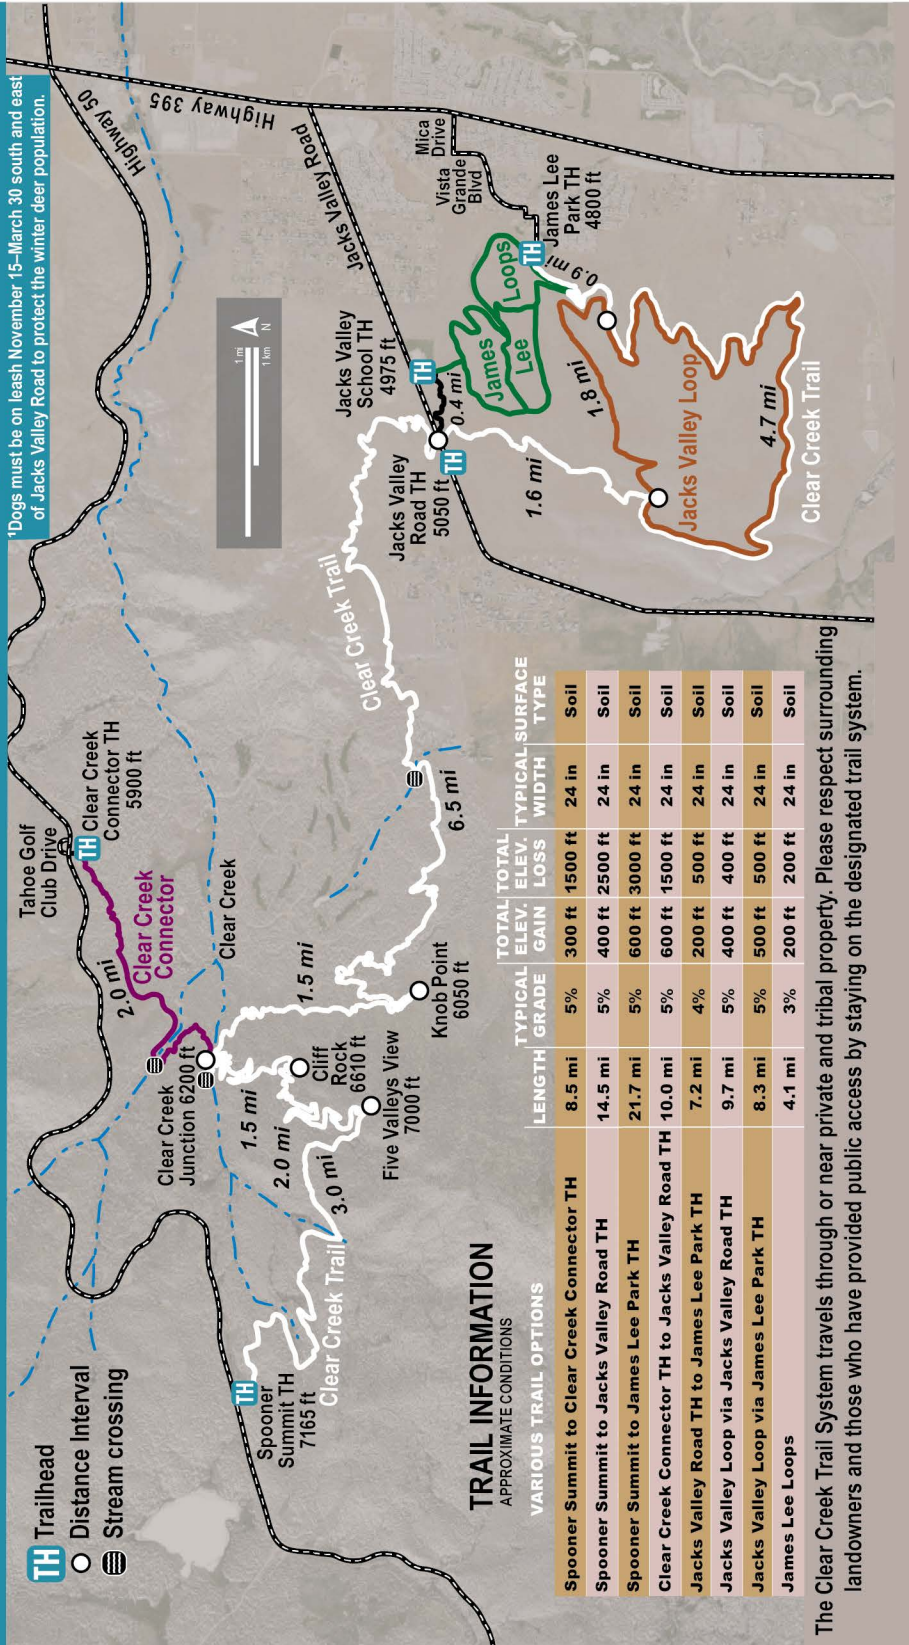 ¹Dogs must be on leash November 15–March 30 south and east
of Jacks Valley Road to protect the winter deer population.
TH Trailhead
Distance Interval
Stream crossing
Tahoe Golf
Club Drive
TH
Clear Creek
Connector TH
5900 ft
Highway 50
Highway 395
2.0 mi
Clear Creek
Connector
Clear Creek
Junction 6200 ft
Clear Creek
1 mi
1 km
N
TH
Spooner
Summit TH
7165 ft
Clear Creek Trail
3.0 mi
2.0 mi
1.5 mi
Cliff
Rock
6610 ft
Five Valleys View
7000 ft
1.5 mi
Knob Point
6050 ft
6.5 mi
Clear Creek Trail
Jacks Valley
Road TH
5050 ft
TH
Jacks Valley
School TH
4975 ft
TH
0.4 mi
Jacks Valley Road
Mica
Drive
Vista
Grande
Blvd
James
Lee
Loops
TH
James Lee
Park TH
4800 ft
0.9 mi
1.6 mi
1.8 mi
Jacks Valley Loop
4.7 mi
Clear Creek Trail
TRAIL INFORMATION
APPROXIMATE CONDITIONS
VARIOUS TRAIL OPTIONS LENGTH TYPICAL GRADE TOTAL ELEV. GAIN TOTAL ELEV. LOSS TYPICAL WIDTH SURFACE TYPE
Spooner Summit to Clear Creek Connector TH 8.5 mi 5% 300 ft 1500 ft 24 in Soil
Spooner Summit to Jacks Valley Road TH 14.5 mi 5% 400 ft 2500 ft 24 in Soil
Spooner Summit to James Lee Park TH 21.7 mi 5% 600 ft 3000 ft 24 in Soil
Clear Creek Connector TH to Jacks Valley Road TH 10.0 mi 5% 600 ft 1500 ft 24 in Soil
Jacks Valley Road TH to James Lee Park TH 7.2 mi 4% 200 ft 500 ft 24 in Soil
Jacks Valley Loop via Jacks Valley Road TH 9.7 mi 5% 400 ft 400 ft 24 in Soil
Jacks Valley Loop via James Lee Park TH 8.3 mi 5% 500 ft 500 ft 24 in Soil
James Lee Loops 4.1 mi 3% 200 ft 200 ft 24 in Soil
The Clear Creek Trail System travels through or near private and tribal property. Please respect surrounding
landowners and those who have provided public access by staying on the designated trail system.